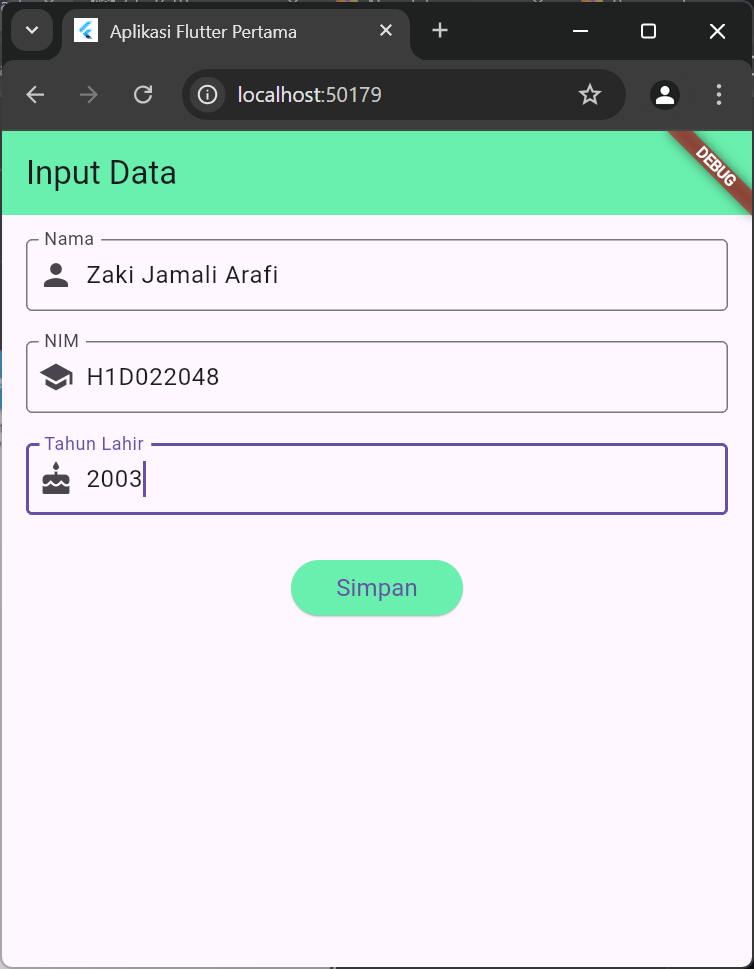 Aplikasi Flutter Pertama
localhost:50179
Input Data
DEBUG
Nama
Zaki Jamali Arafi
NIM
H1D022048
Tahun Lahir
2003
Simpan